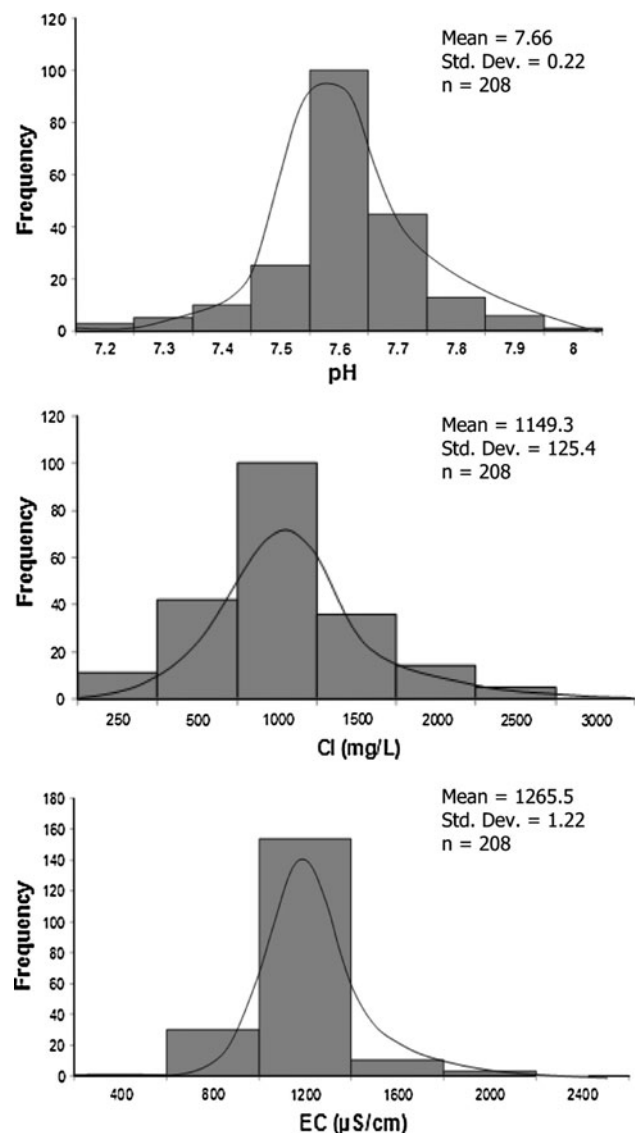 120
Mean = 7.66
Std. Dev. = 0.22
n = 208
100
80
60
40
20
0
Frequency
7.2 7.3 7.4 7.5 7.6 7.7 7.8 7.9 8
pH
120
Mean = 1149.3
Std. Dev. = 125.4
n = 208
100
80
60
40
20
0
Frequency
250 500 1000 1500 2000 2500 3000
Cl (mg/L)
180
Mean = 1265.5
Std. Dev. = 1.22
n = 208
160
140
120
100
80
60
40
20
0
Frequency
400 800 1200 1600 2000 2400
EC (µS/cm)